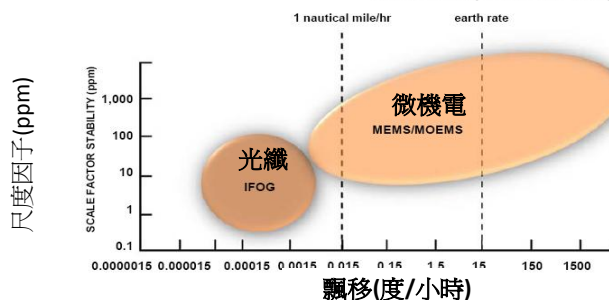 1 nautical mile/hr
earth rate
尺度因子(ppm)
SCALE FACTOR STABILITY (ppm)
1,000
100
10
1
0.1
微機電
MEMS/MOEMS
光纖
IFOG
0.0000015 0.000015 0.00015 0.0015 0.015 0.15 1.5 15 150 1500
飄移(度/小時)